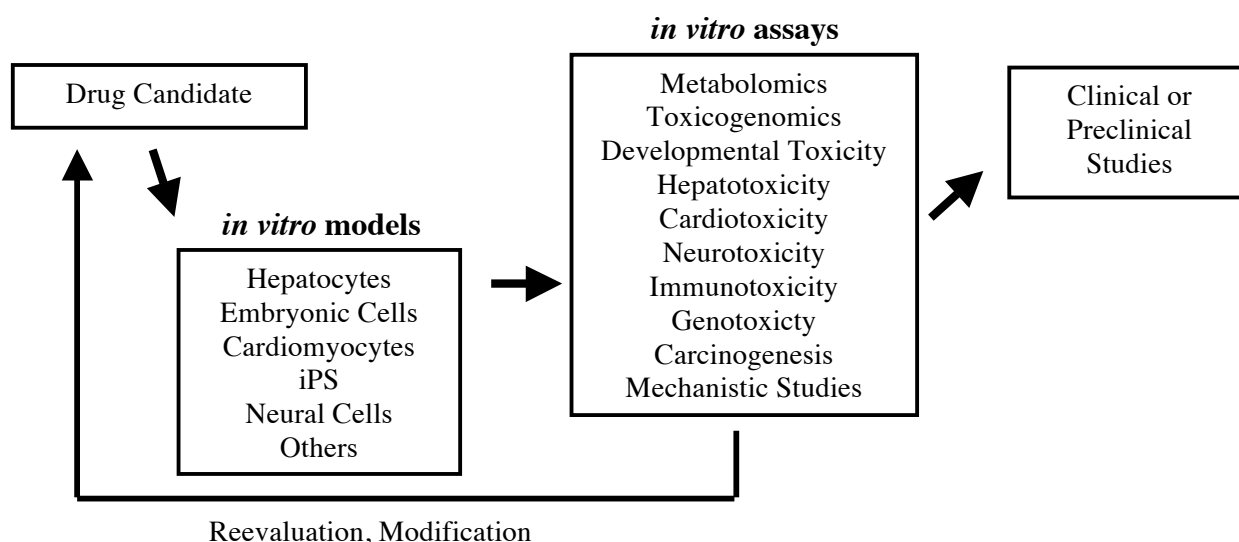 Drug Candidate
in vitro models
Hepatocytes
Embryonic Cells
Cardiomyocytes
iPS
Neural Cells
Others
in vitro assays
Metabolomics
Toxicogenomics
Developmental Toxicity
Hepatotoxicity
Cardiotoxicity
Neurotoxicity
Immunotoxicity
Genotoxicty
Carcinogenesis
Mechanistic Studies
Clinical or
Preclinical
Studies
Reevaluation, Modification